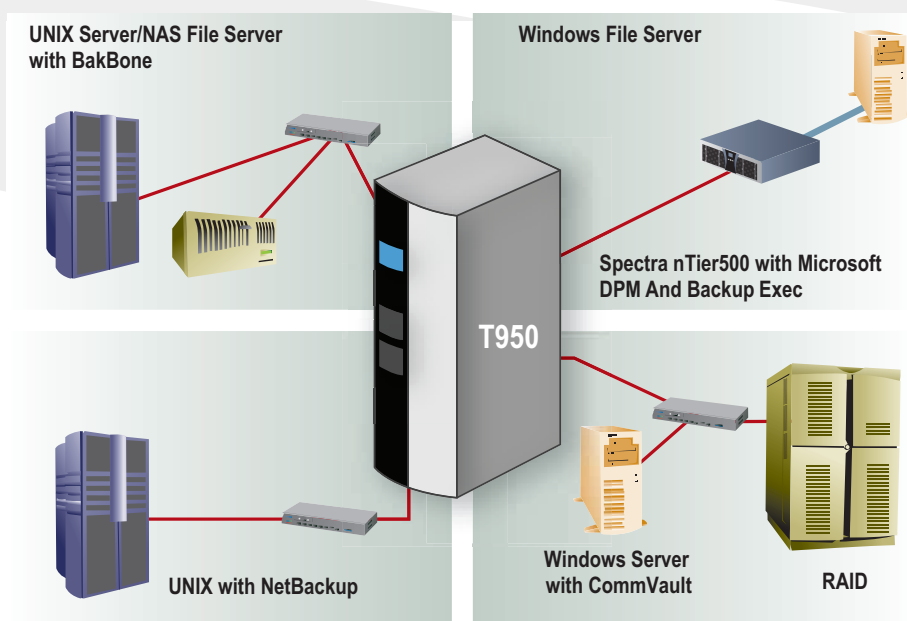 UNIX Server/NAS File Server
with BakBone
Windows File Server
Spectra nTier500 with Microsoft
DPM And Backup Exec
T950
UNIX with NetBackup
Windows Server
with CommVault
RAID